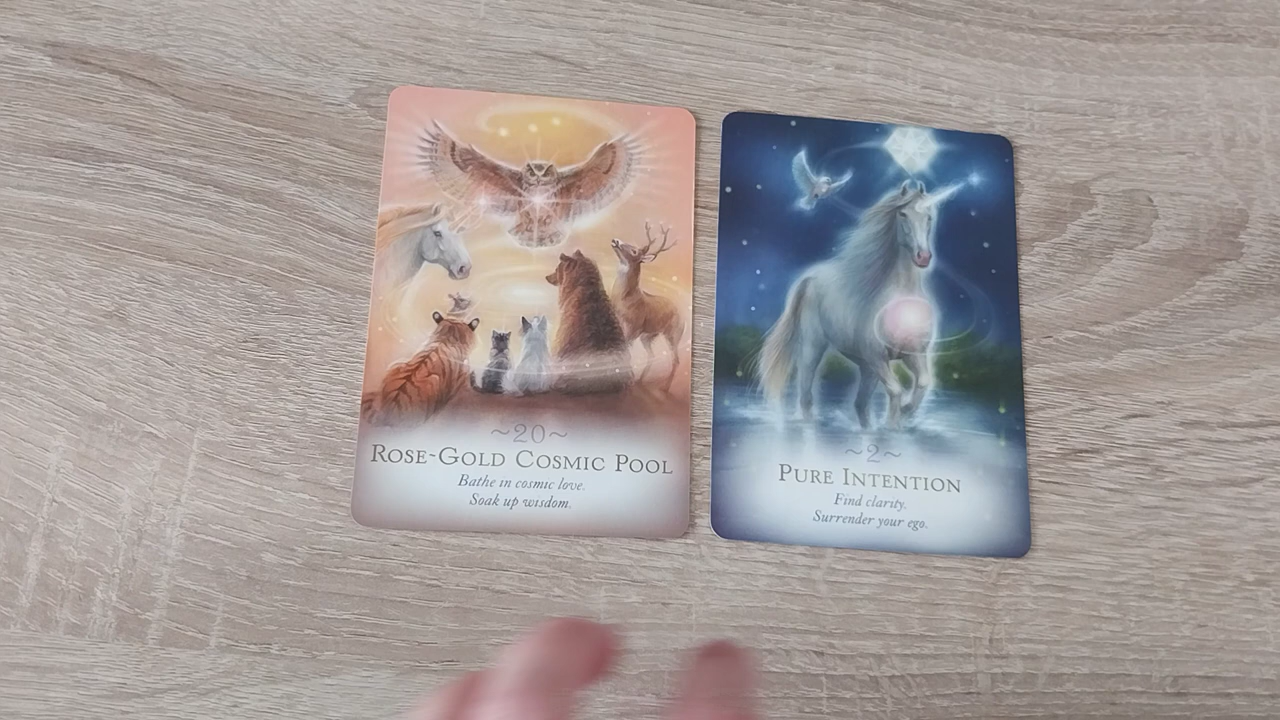 ~20~
ROSE-GOLD COSMIC POOL
Bathe in cosmic love.
Soak up wisdom.
~2~
PURE INTENTION
Find clarity.
Surrender your ego.